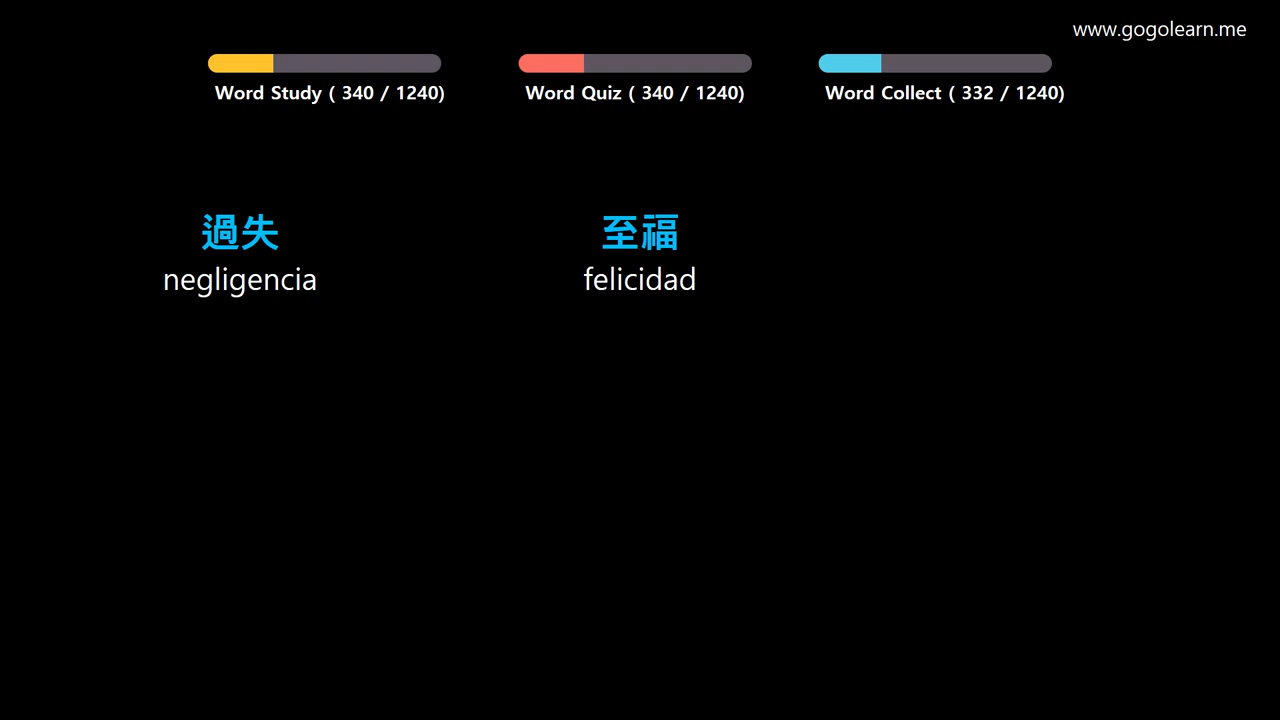 www.gogolearn.me
Word Study ( 340 / 1240)
Word Quiz ( 340 / 1240)
Word Collect ( 332 / 1240)
過失
negligencia
至福
felicidad